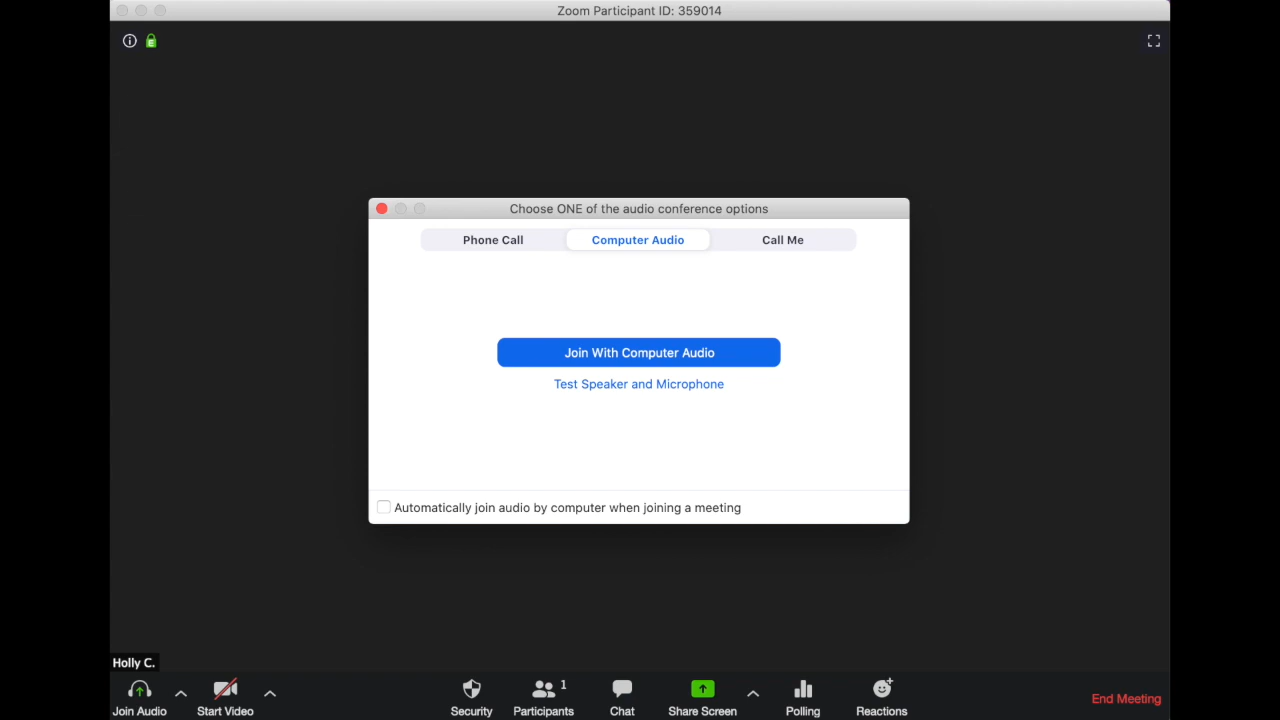 Zoom Participant ID: 359014
E
Choose ONE of the audio conference options
Phone Call Computer Audio Call Me
Join With Computer Audio
Test Speaker and Microphone
Automatically join audio by computer when joining a meeting
Holly C.
1
Join Audio Start Video Security Participants Chat Share Screen Polling Reactions End Meeting